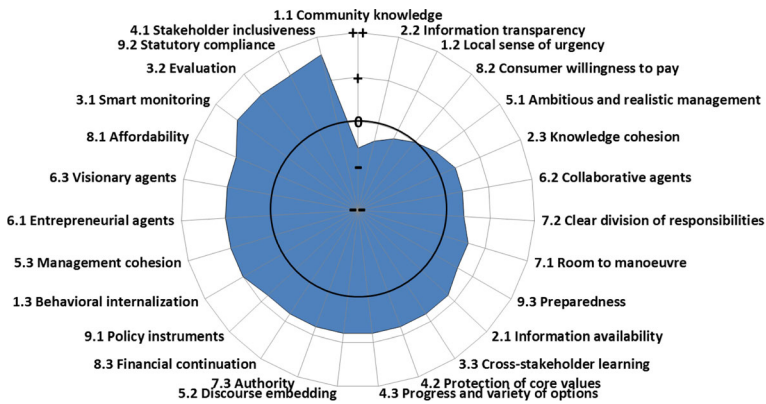 1.1 Community knowledge
4.1 Stakeholder inclusiveness
++
2.2 Information transparency
9.2 Statutory compliance
1.2 Local sense of urgency
3.2 Evaluation
+
8.2 Consumer willingness to pay
3.1 Smart monitoring
5.1 Ambitious and realistic management
0
8.1 Affordability
2.3 Knowledge cohesion
-
6.3 Visionary agents
6.2 Collaborative agents
--
6.1 Entrepreneurial agents
7.2 Clear division of responsibilities
5.3 Management cohesion
7.1 Room to manoeuvre
1.3 Behavioral internalization
9.3 Preparedness
9.1 Policy instruments
2.1 Information availability
8.3 Financial continuation
3.3 Cross-stakeholder learning
7.3 Authority
4.2 Protection of core values
5.2 Discourse embedding
4.3 Progress and variety of options